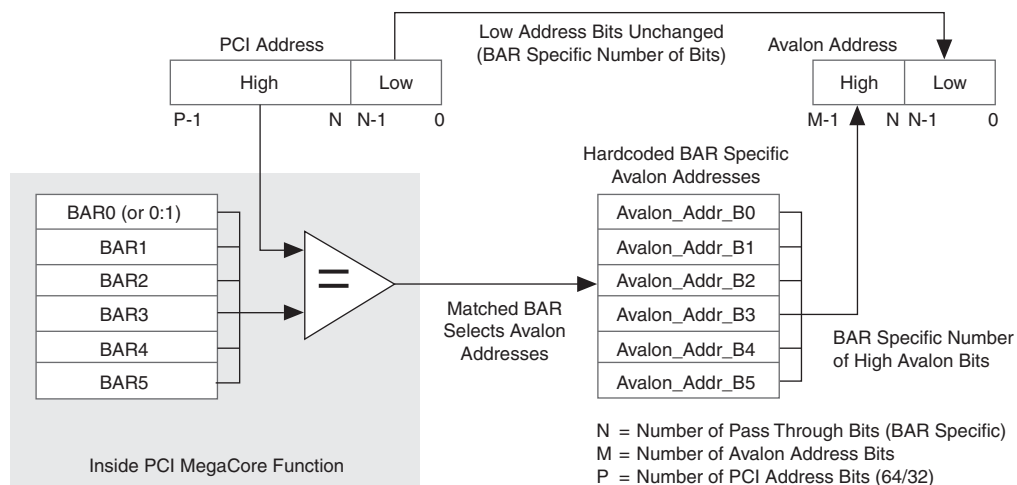 PCI Address
Low Address Bits Unchanged
(BAR Specific Number of Bits)
Avalon Address
High
Low
High
Low
P-1
N
N-1
0
M-1
N
N-1
0
Hardcoded BAR Specific
Avalon Addresses
BAR0 (or 0:1)
BAR1
BAR2
BAR3
BAR4
BAR5
=
Matched BAR
Selects Avalon
Addresses
Avalon_Addr_B0
Avalon_Addr_B1
Avalon_Addr_B2
Avalon_Addr_B3
Avalon_Addr_B4
Avalon_Addr_B5
BAR Specific Number
of High Avalon Bits
Inside PCI MegaCore Function
N = Number of Pass Through Bits (BAR Specific)
M = Number of Avalon Address Bits
P = Number of PCI Address Bits (64/32)